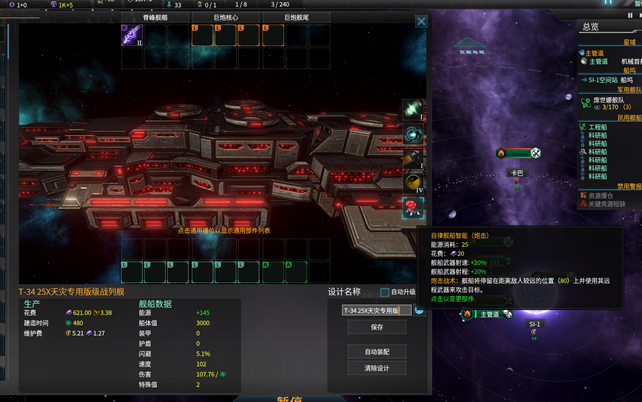 1+0
1K+5
33
0/1
1/8
3/240
脊峰舰艏
巨炮核心
巨炮舰尾
L L L L
II
I
I
IV
点击通用槽位以显示通用部件列表
L L L L L L A A
T-34 25X天灾专用版级战列舰
生产
花费: 621.00 3.38
建造时间 480
维护费: 5.21 1.27
舰船数据
能源 +145
船体值 3000
装甲 0
护盾 0
闪避 5.1%
速度 102
伤害 107.76 /
特殊值 2
设计名称
自动升级
T-34 25X天灾专用版
保存
自动装配
清除设计
暂停
总览
星域
主管道
主管道
机械首都
船坞
SI-1空间站 船坞
军用舰队
席世娜舰队
3/170 (3)
民用舰船
工程船
科研船
科研船
科研船
科研船
科研船
科研船
禁用警报
资源爆仓
关键资源短缺
卡巴
自律舰船智能（炮击）
能源消耗: 25
花费: 20
舰船武器射速: +20%
舰船武器射程: +20%
炮击战术: 舰船将停留在距离敌人较远的位置（80）上并使用其远
程武器来攻击目标。
点击以变更部件
主管道
SI-1